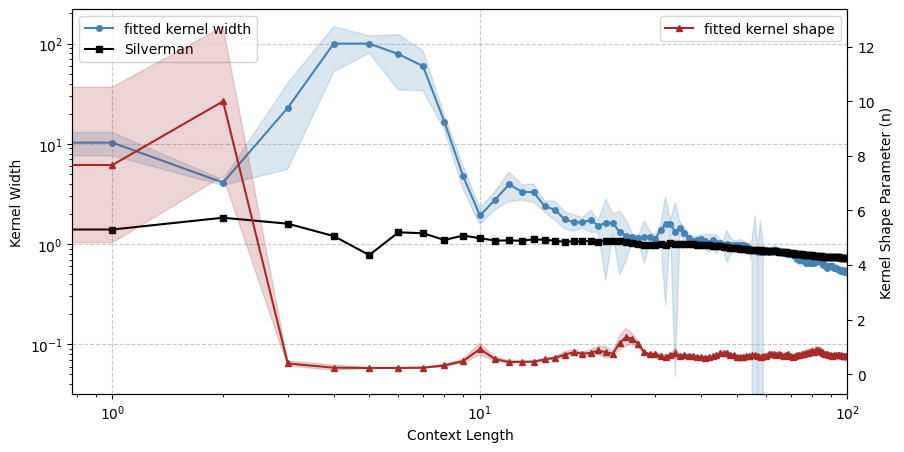 fitted kernel width
Silverman
fitted kernel shape
Kernel Width
10²
10¹
10⁰
10⁻¹
12
10
8
6
4
2
0
Kernel Shape Parameter (n)
10⁰
10¹
10²
Context Length